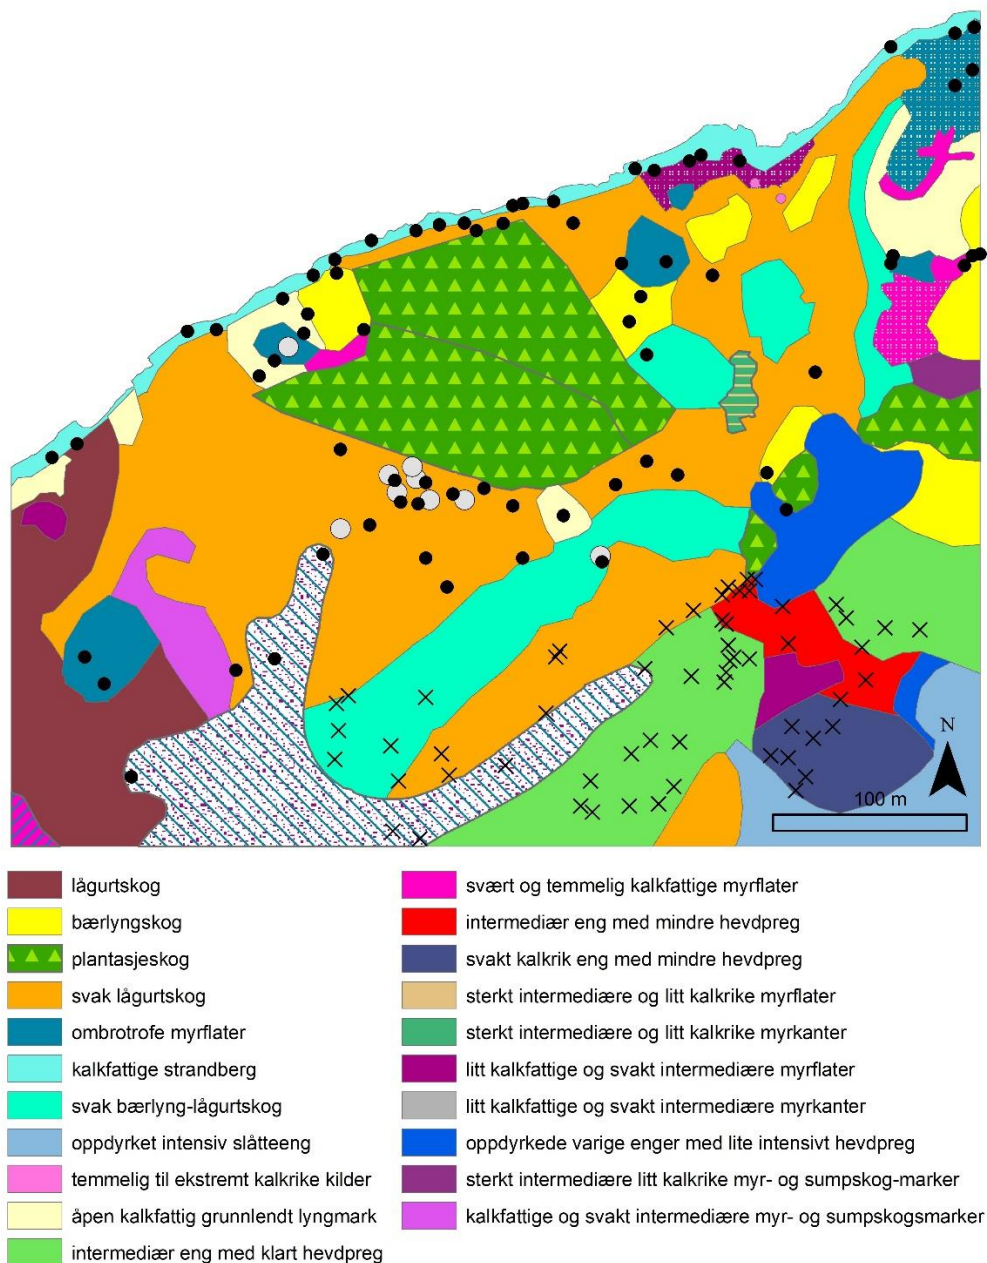 N
100 m
lågurtskog
bærlyngskog
plantasjeskog
svak lågurtskog
ombrotrofe myrflater
kalkfattige strandberg
svak bærlyng-lågurtskog
oppdyrket intensiv slåtteeng
temmelig til ekstremt kalkrike kilder
åpen kalkfattig grunnlendt lyngmark
intermediær eng med klart hevdpreg
svært og temmelig kalkfattige myrflater
intermediær eng med mindre hevdpreg
svakt kalkrik eng med mindre hevdpreg
sterkt intermediære og litt kalkrike myrflater
sterkt intermediære og litt kalkrike myrkanter
litt kalkfattige og svakt intermediære myrflater
litt kalkfattige og svakt intermediære myrkanter
oppdyrkede varige enger med lite intensivt hevdpreg
sterkt intermediære litt kalkrike myr- og sumpskog-marker
kalkfattige og svakt intermediære myr- og sumpskogsmarker